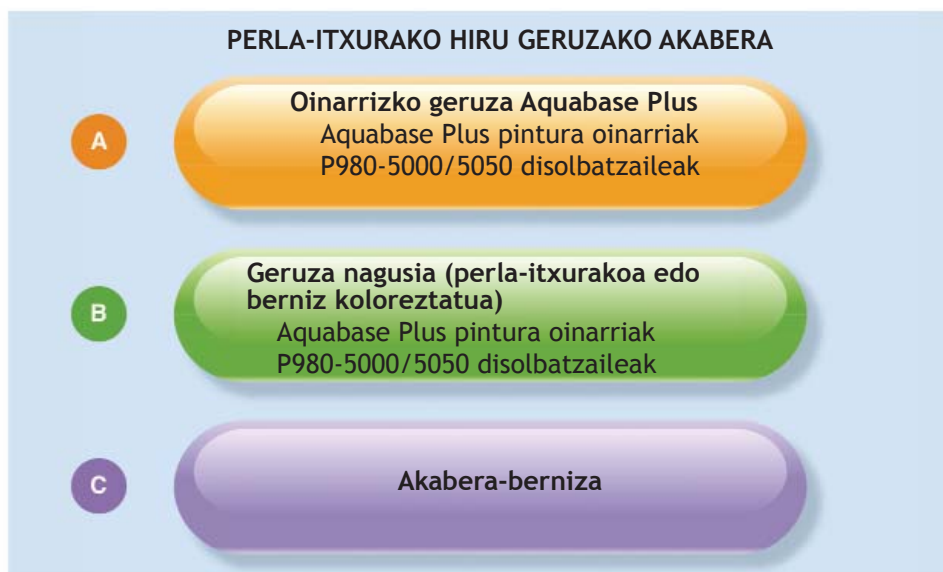 PERLA-ITXURAKO HIRU GERUZAKO AKABERA
A
Oinarrizko geruza Aquabase Plus
Aquabase Plus pintura oinarriak
P980-5000/5050 disolbatzaileak
B
Geruza nagusia (perla-itxurakoa edo
berniz koloreztatua)
Aquabase Plus pintura oinarriak
P980-5000/5050 disolbatzaileak
C
Akabera-berniza